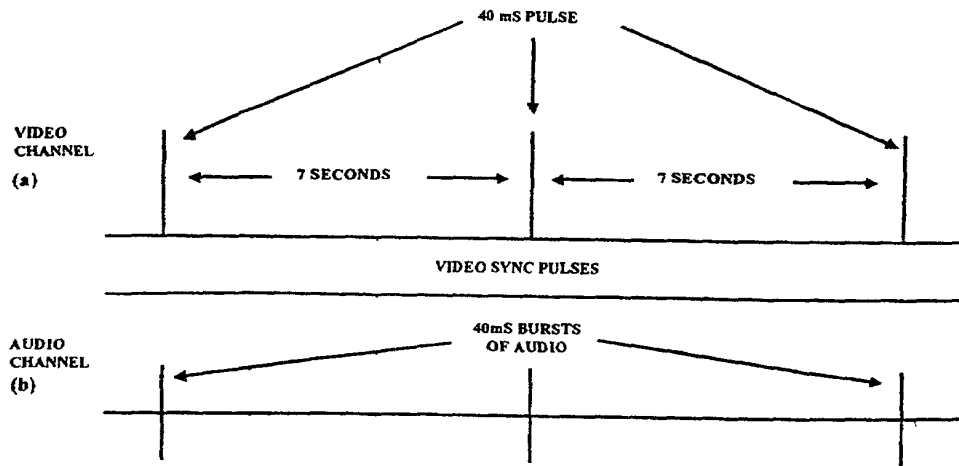 40 mS PULSE
VIDEO
CHANNEL
(a)
7 SECONDS
7 SECONDS
VIDEO SYNC PULSES
AUDIO
CHANNEL
(b)
40mS BURSTS
OF AUDIO